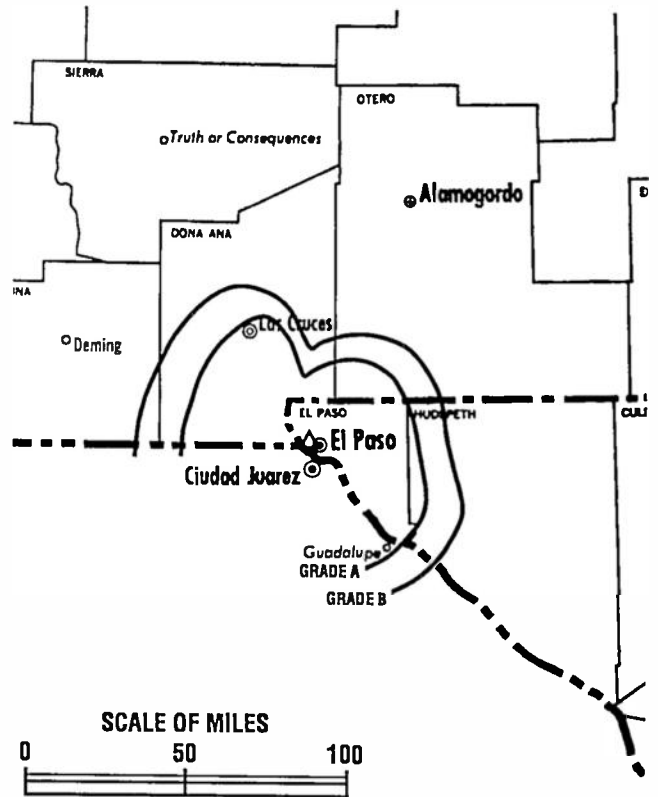 SIERRA
OTERO
Truth or Consequences
Alamogordo
DONA ANA
Las Cauces
Deming
EL PASO
HUDSPETH
El Paso
Ciudad Juarez
Guadalupe
GRADE A
GRADE B
SCALE OF MILES
0 50 100